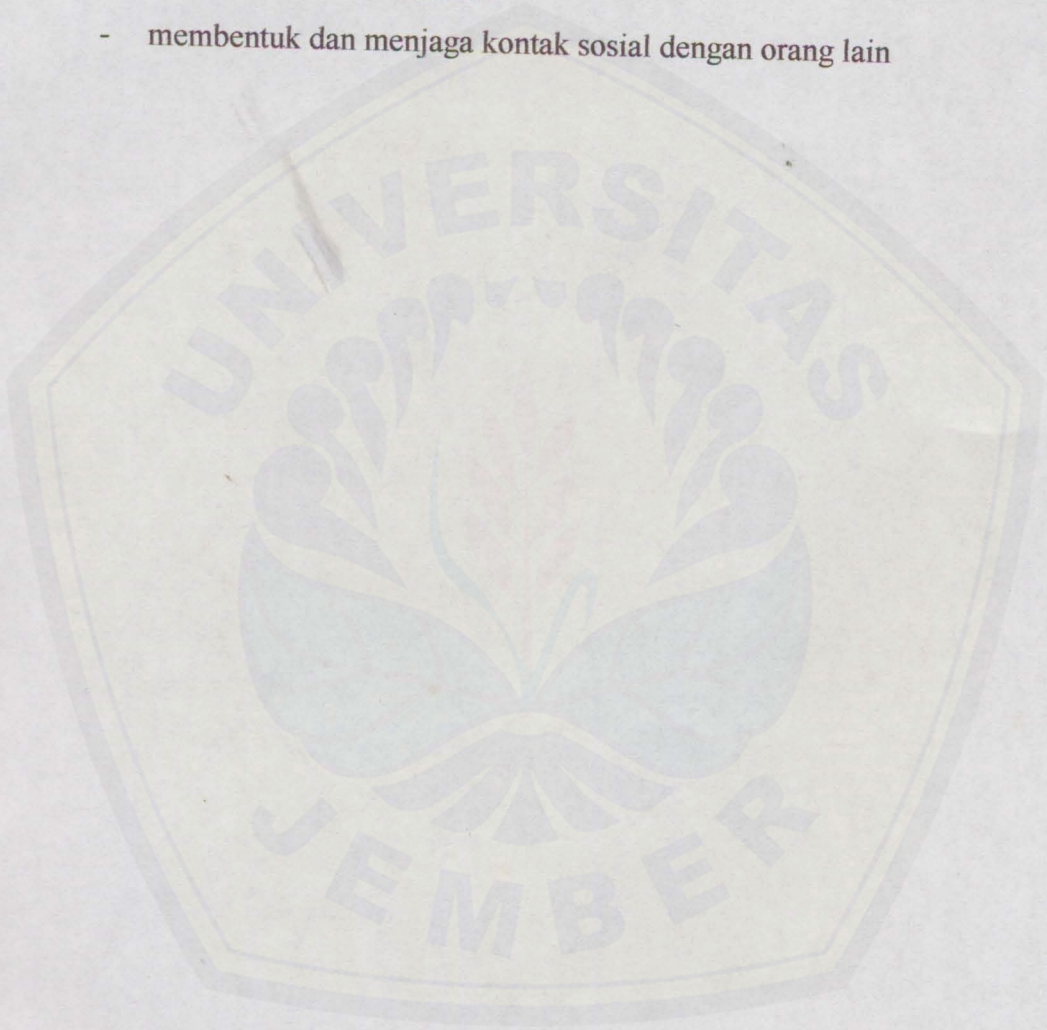 - membentuk dan menjaga kontak sosial dengan orang lain
UNIVERSITAS
JEMBER